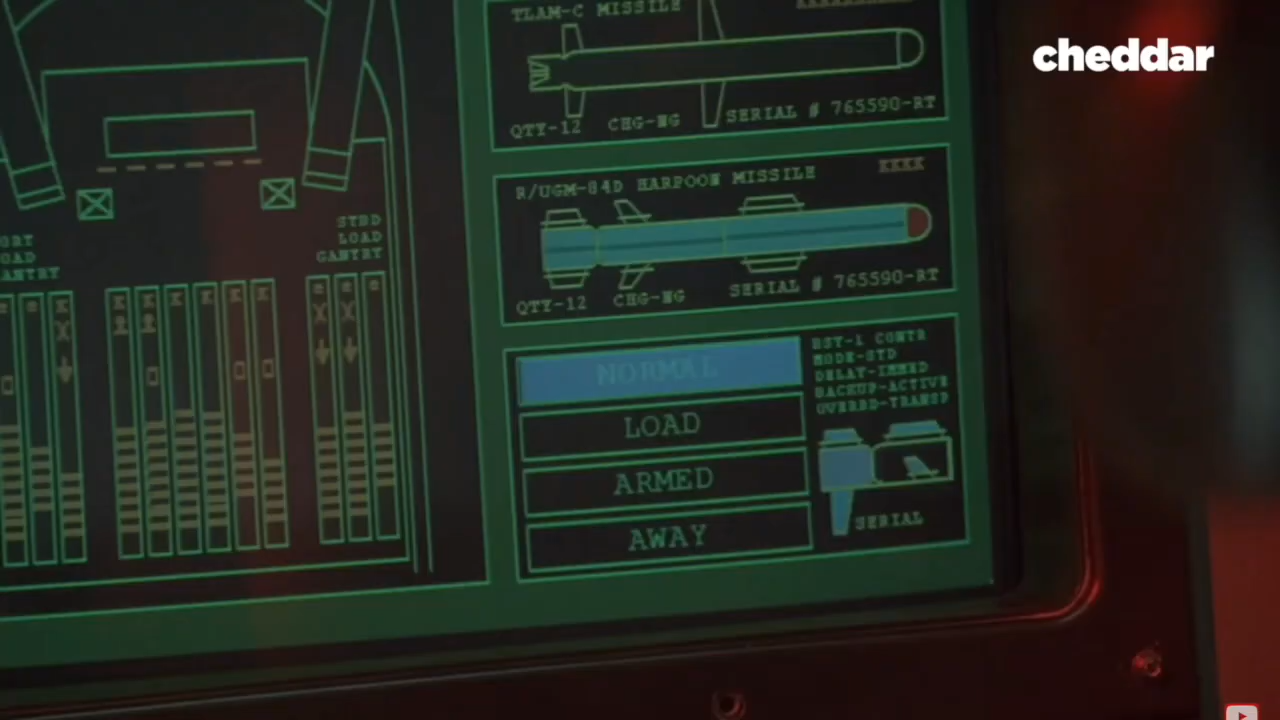 TLAM-C MISSILE
QTY-12 CHG-NG SERIAL # 765590-RT
cheddar
R/UGM-84D HARPOON MISSILE XXXX
QTY-12 CHG-NG SERIAL # 765590-RT
STBD
LOAD
GANTRY
NORMAL
LOAD
ARMED
AWAY
RST-1 CONTR
MODE-STD
DELAY-IMMED
BACKUP-ACTIVE
OVERBD-TRANSP
SERIAL